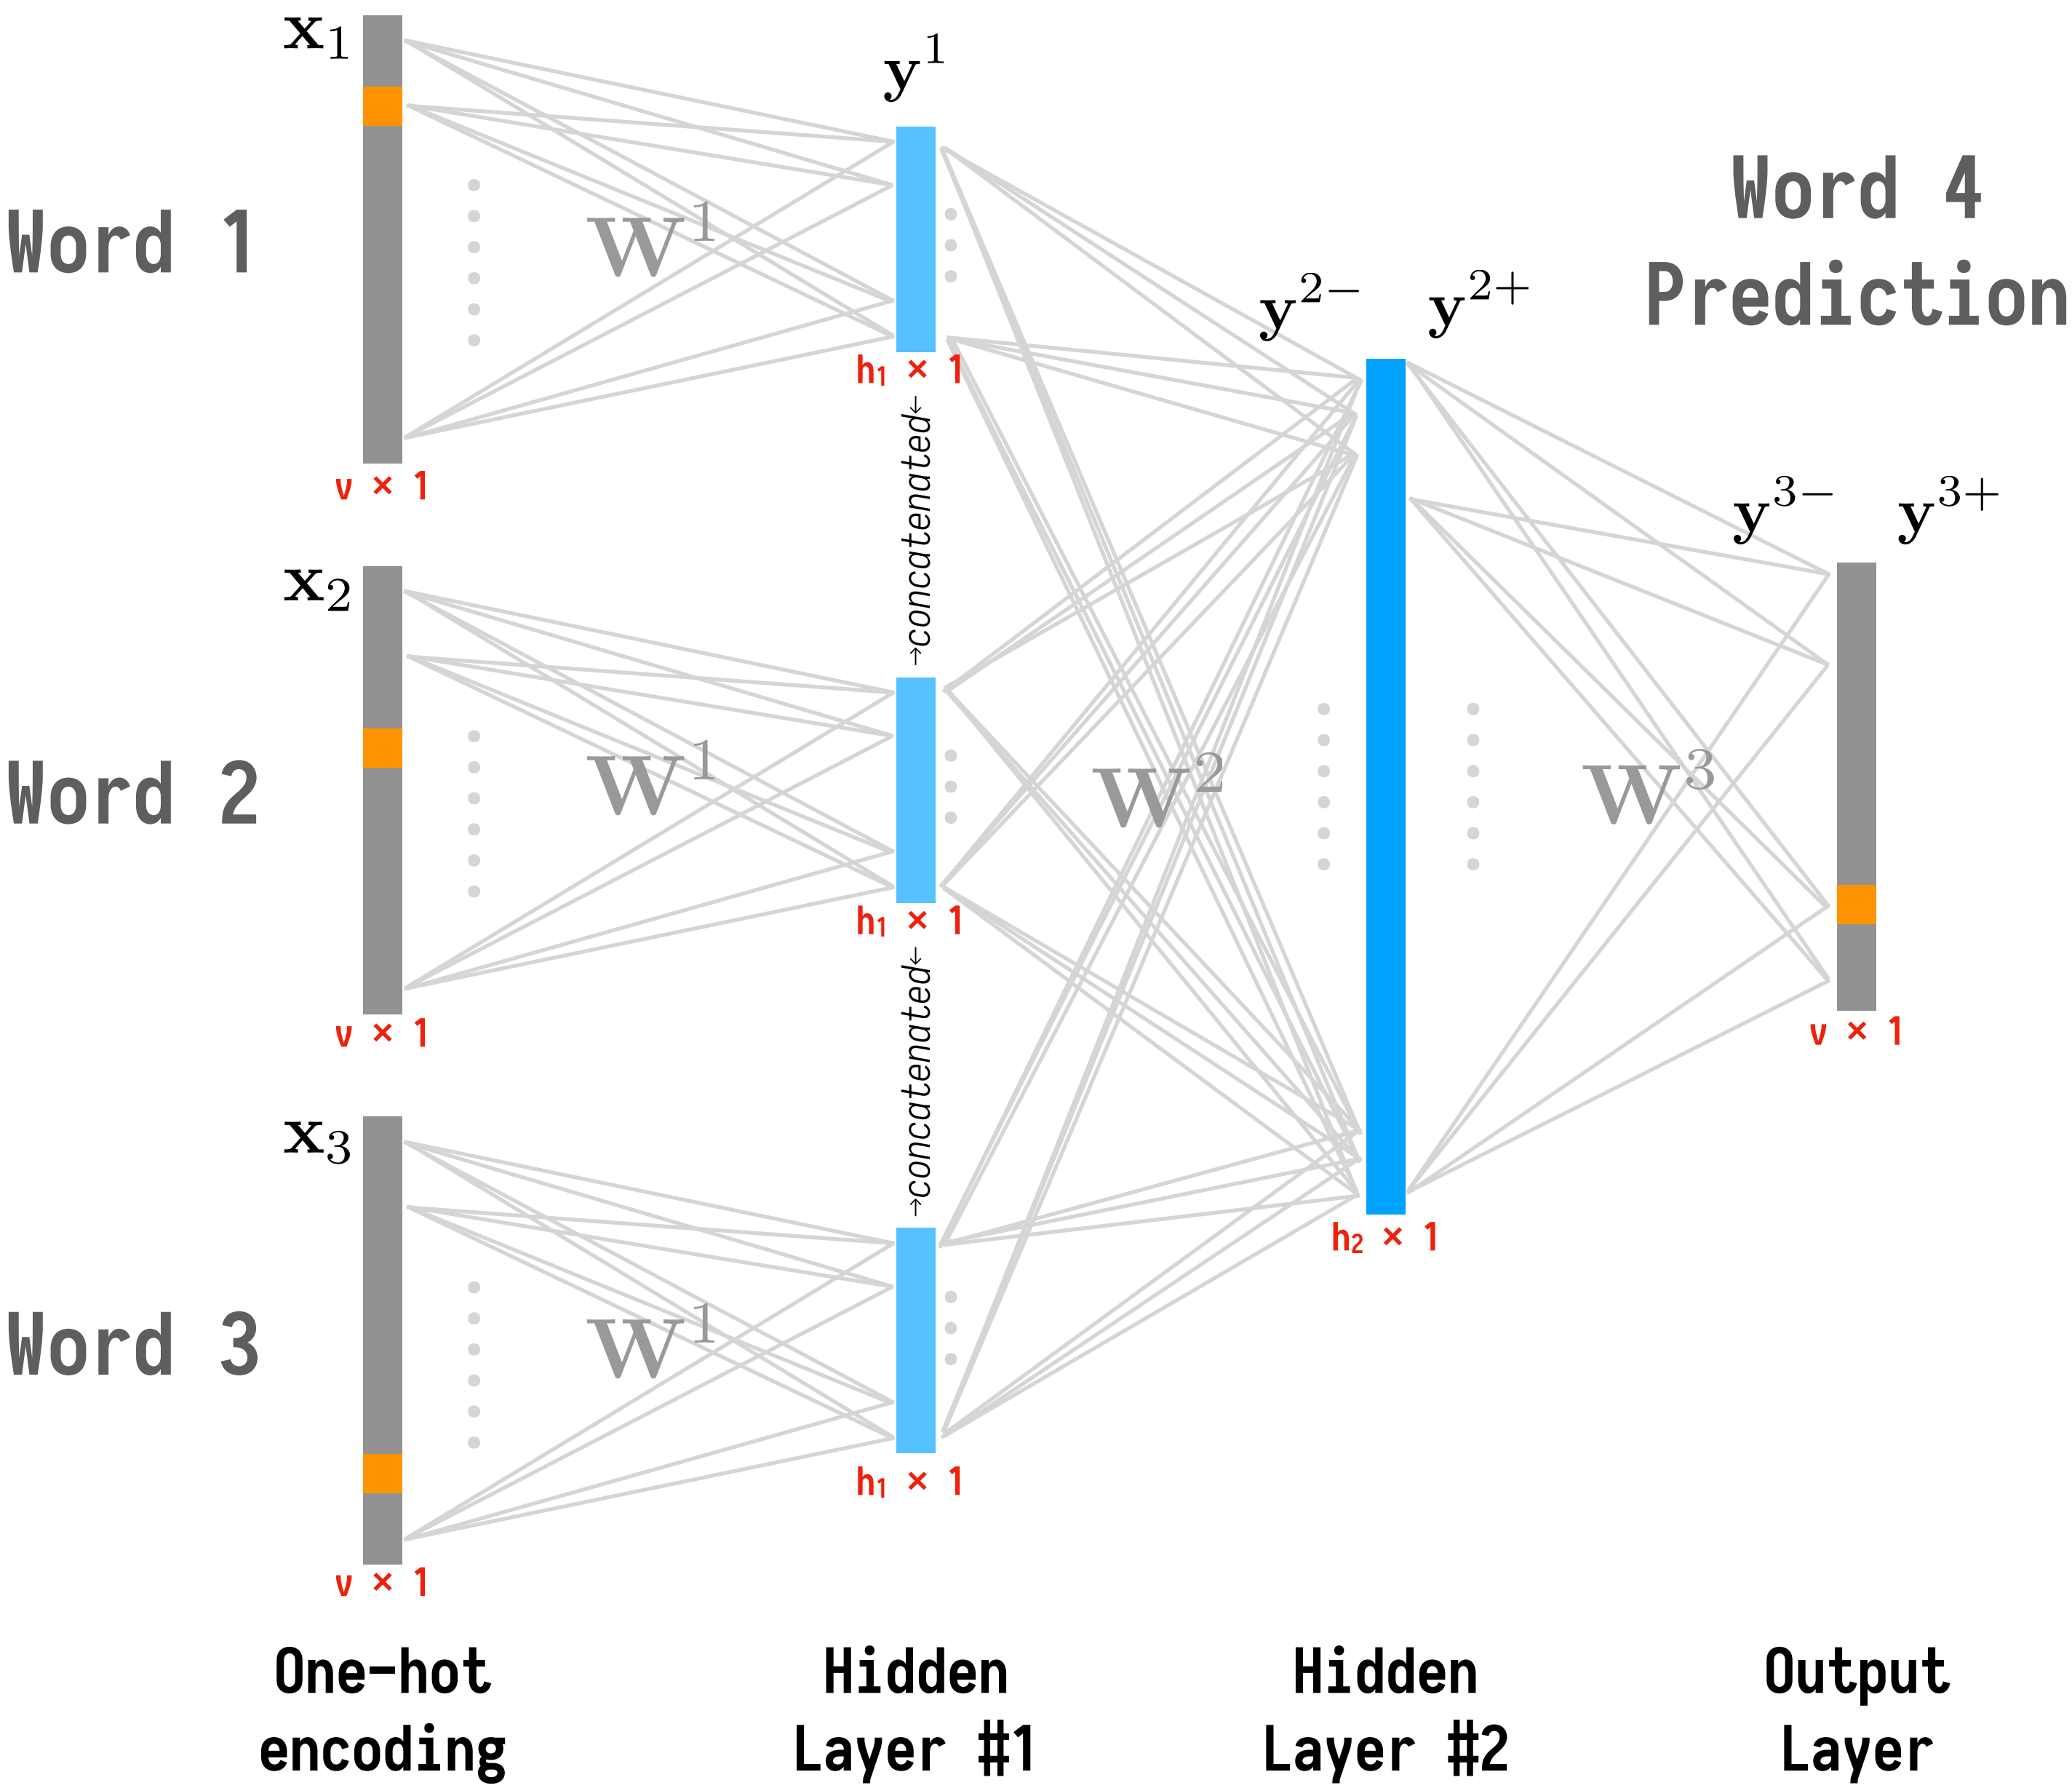 x₁
y¹
Word 4
Prediction
Word 1
W¹
h₁ × 1
y²⁻ y²⁺
→concatenated←
v × 1
y³⁻ y³⁺
x₂
Word 2
W¹
W²
W³
h₁ × 1
→concatenated←
v × 1
v × 1
x₃
h₂ × 1
Word 3
W¹
h₁ × 1
v × 1
One-hot
encoding
Hidden
Layer #1
Hidden
Layer #2
Output
Layer